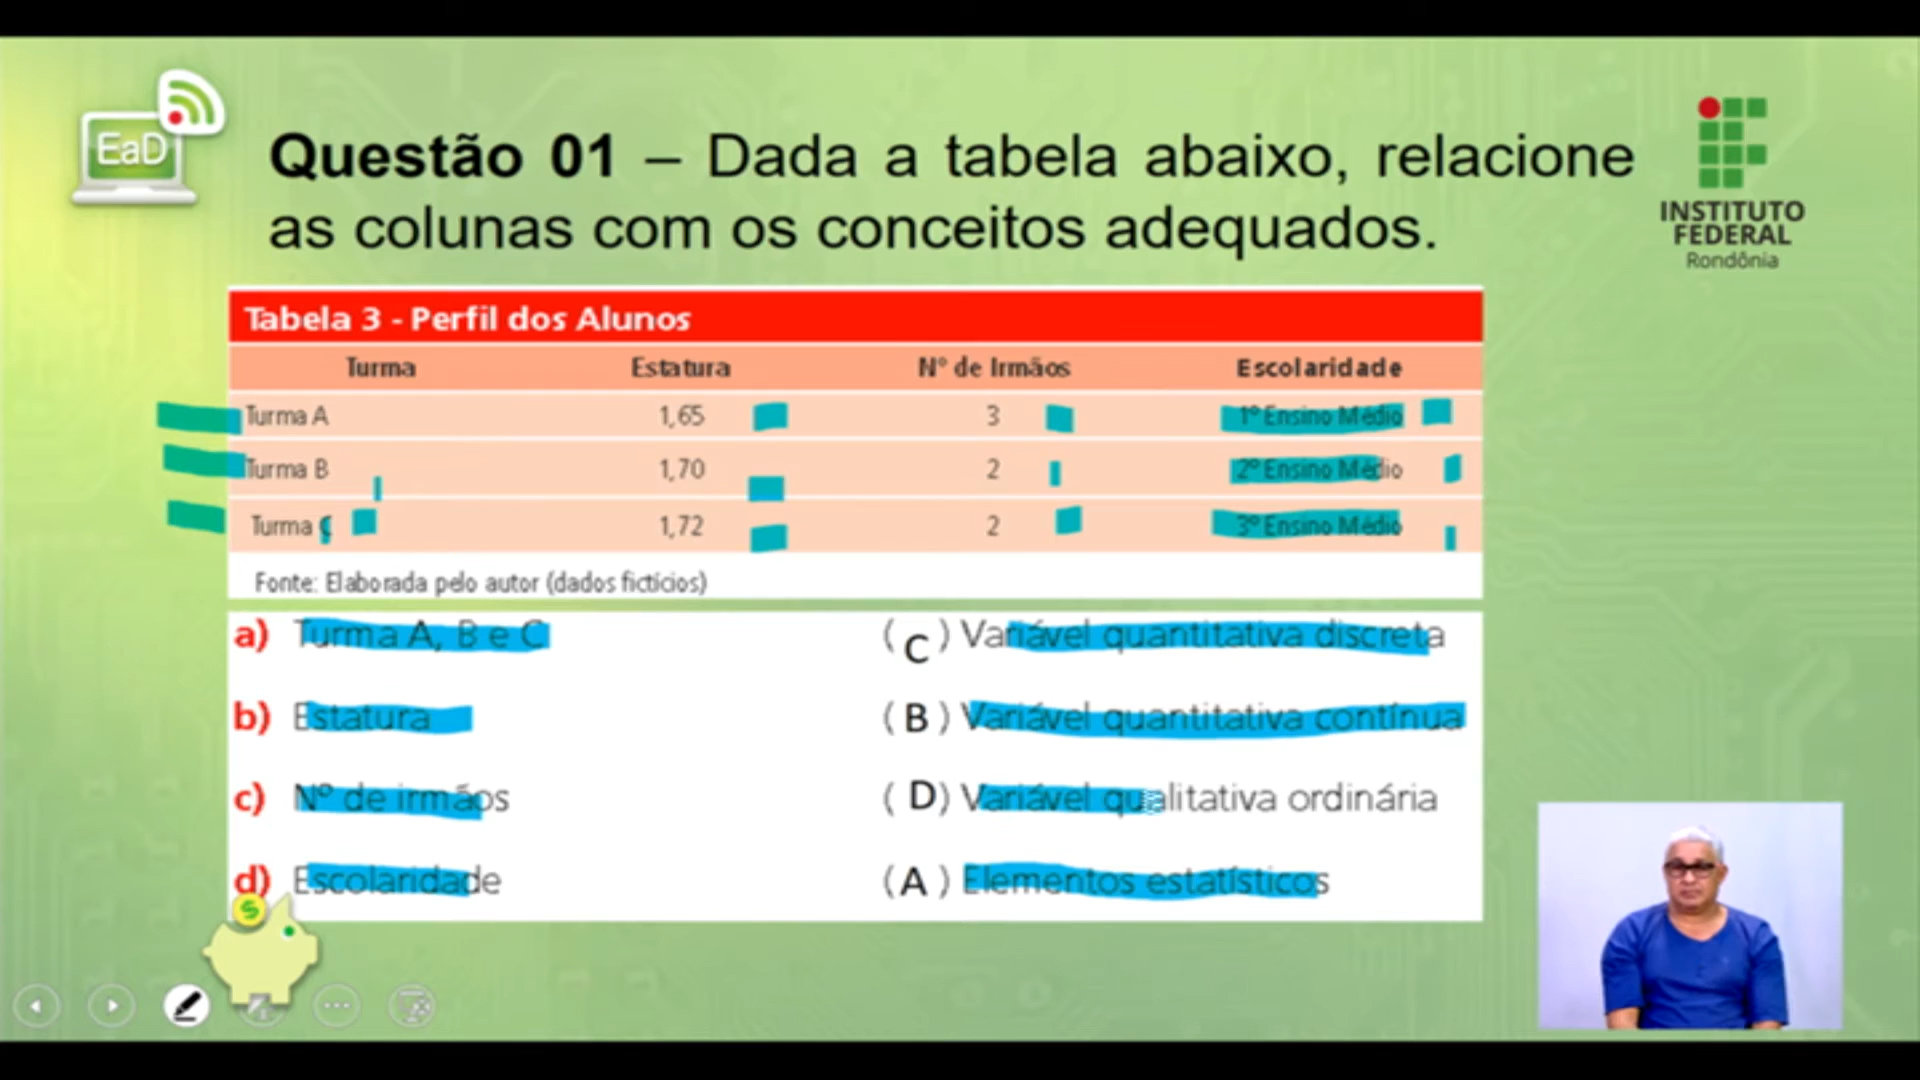 EaD
Questão 01 – Dada a tabela abaixo, relacione
as colunas com os conceitos adequados.
INSTITUTO
FEDERAL
Rondônia
Tabela 3 - Perfil dos Alunos
Turma Estatura Nº de Irmãos Escolaridade
Turma A 1,65 3 1º Ensino Médio
Turma B 1,70 2 2º Ensino Médio
Turma C 1,72 2 3º Ensino Médio
Fonte: Elaborada pelo autor (dados fictícios)
a) Turma A, B e C ( C ) Variável quantitativa discreta
b) Estatura ( B ) Variável quantitativa contínua
c) Nº de irmãos ( D ) Variável qualitativa ordinária
d) Escolaridade ( A ) Elementos estatísticos
$